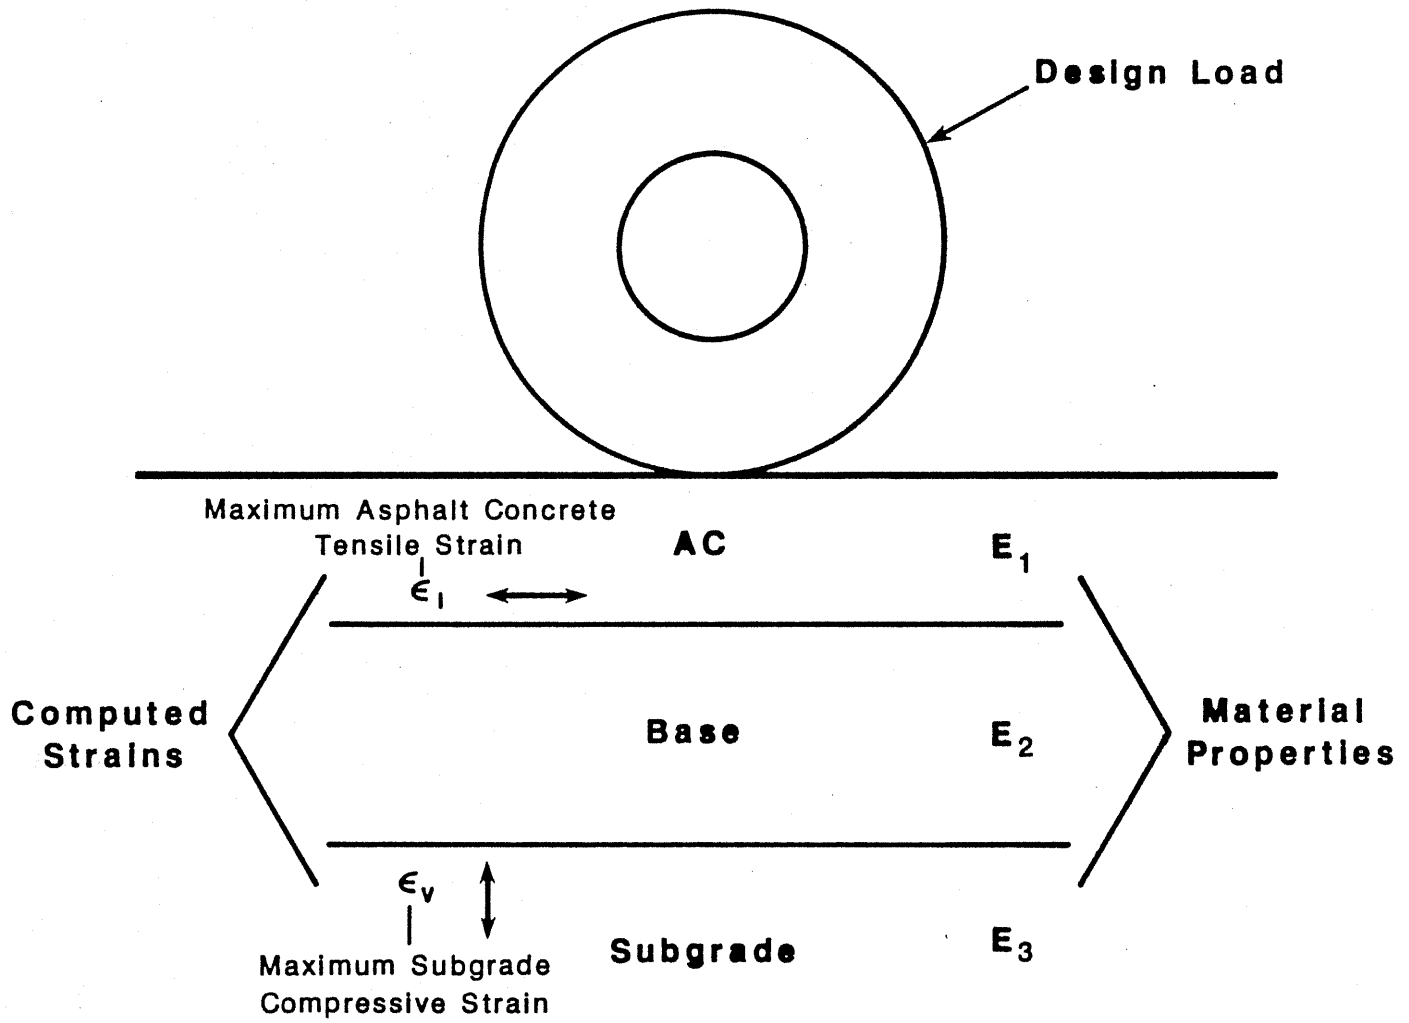 Design Load
Maximum Asphalt Concrete
Tensile Strain
AC
E1
ϵI
Computed
Strains
Base
E2
Material
Properties
ϵv
Subgrade
E3
Maximum Subgrade
Compressive Strain